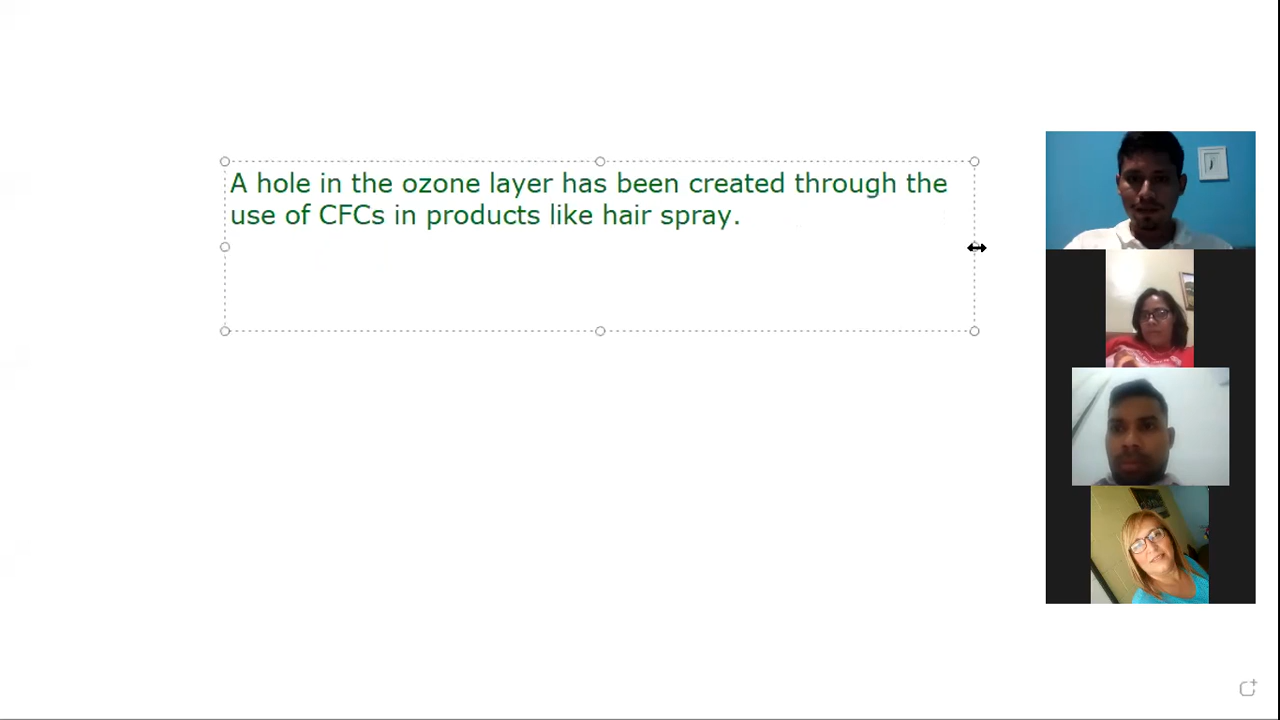 A hole in the ozone layer has been created through the
use of CFCs in products like hair spray.